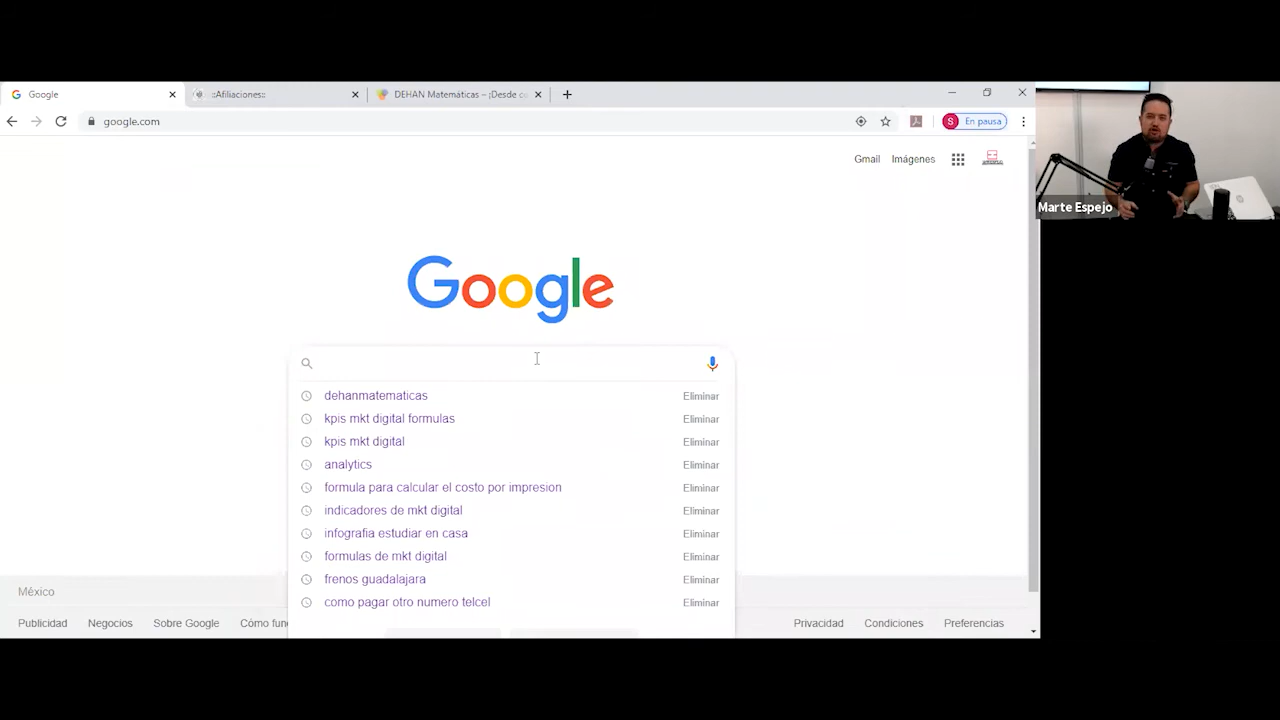 Google
::Afiliaciones::
DEHAN Matemáticas – ¡Desde co
google.com
S
En pausa
Gmail
Imágenes
Marte Espejo
Google
dehanmatematicas Eliminar
kpis mkt digital formulas Eliminar
kpis mkt digital Eliminar
analytics Eliminar
formula para calcular el costo por impresion Eliminar
indicadores de mkt digital Eliminar
infografia estudiar en casa Eliminar
formulas de mkt digital Eliminar
frenos guadalajara Eliminar
como pagar otro numero telcel Eliminar
México
Publicidad Negocios Sobre Google Cómo fun Privacidad Condiciones Preferencias